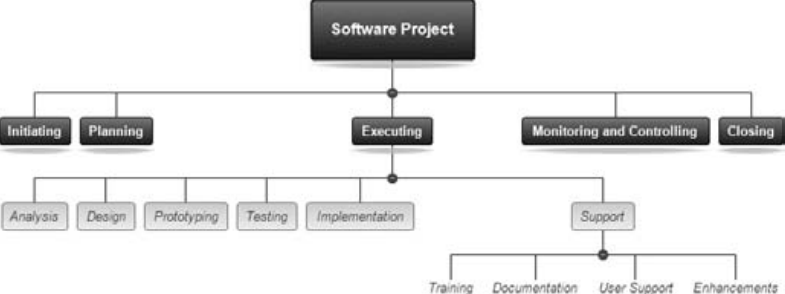 Software Project
Initiating
Planning
Executing
Monitoring and Controlling
Closing
Analysis
Design
Prototyping
Testing
Implementation
Support
Training
Documentation
User Support
Enhancements